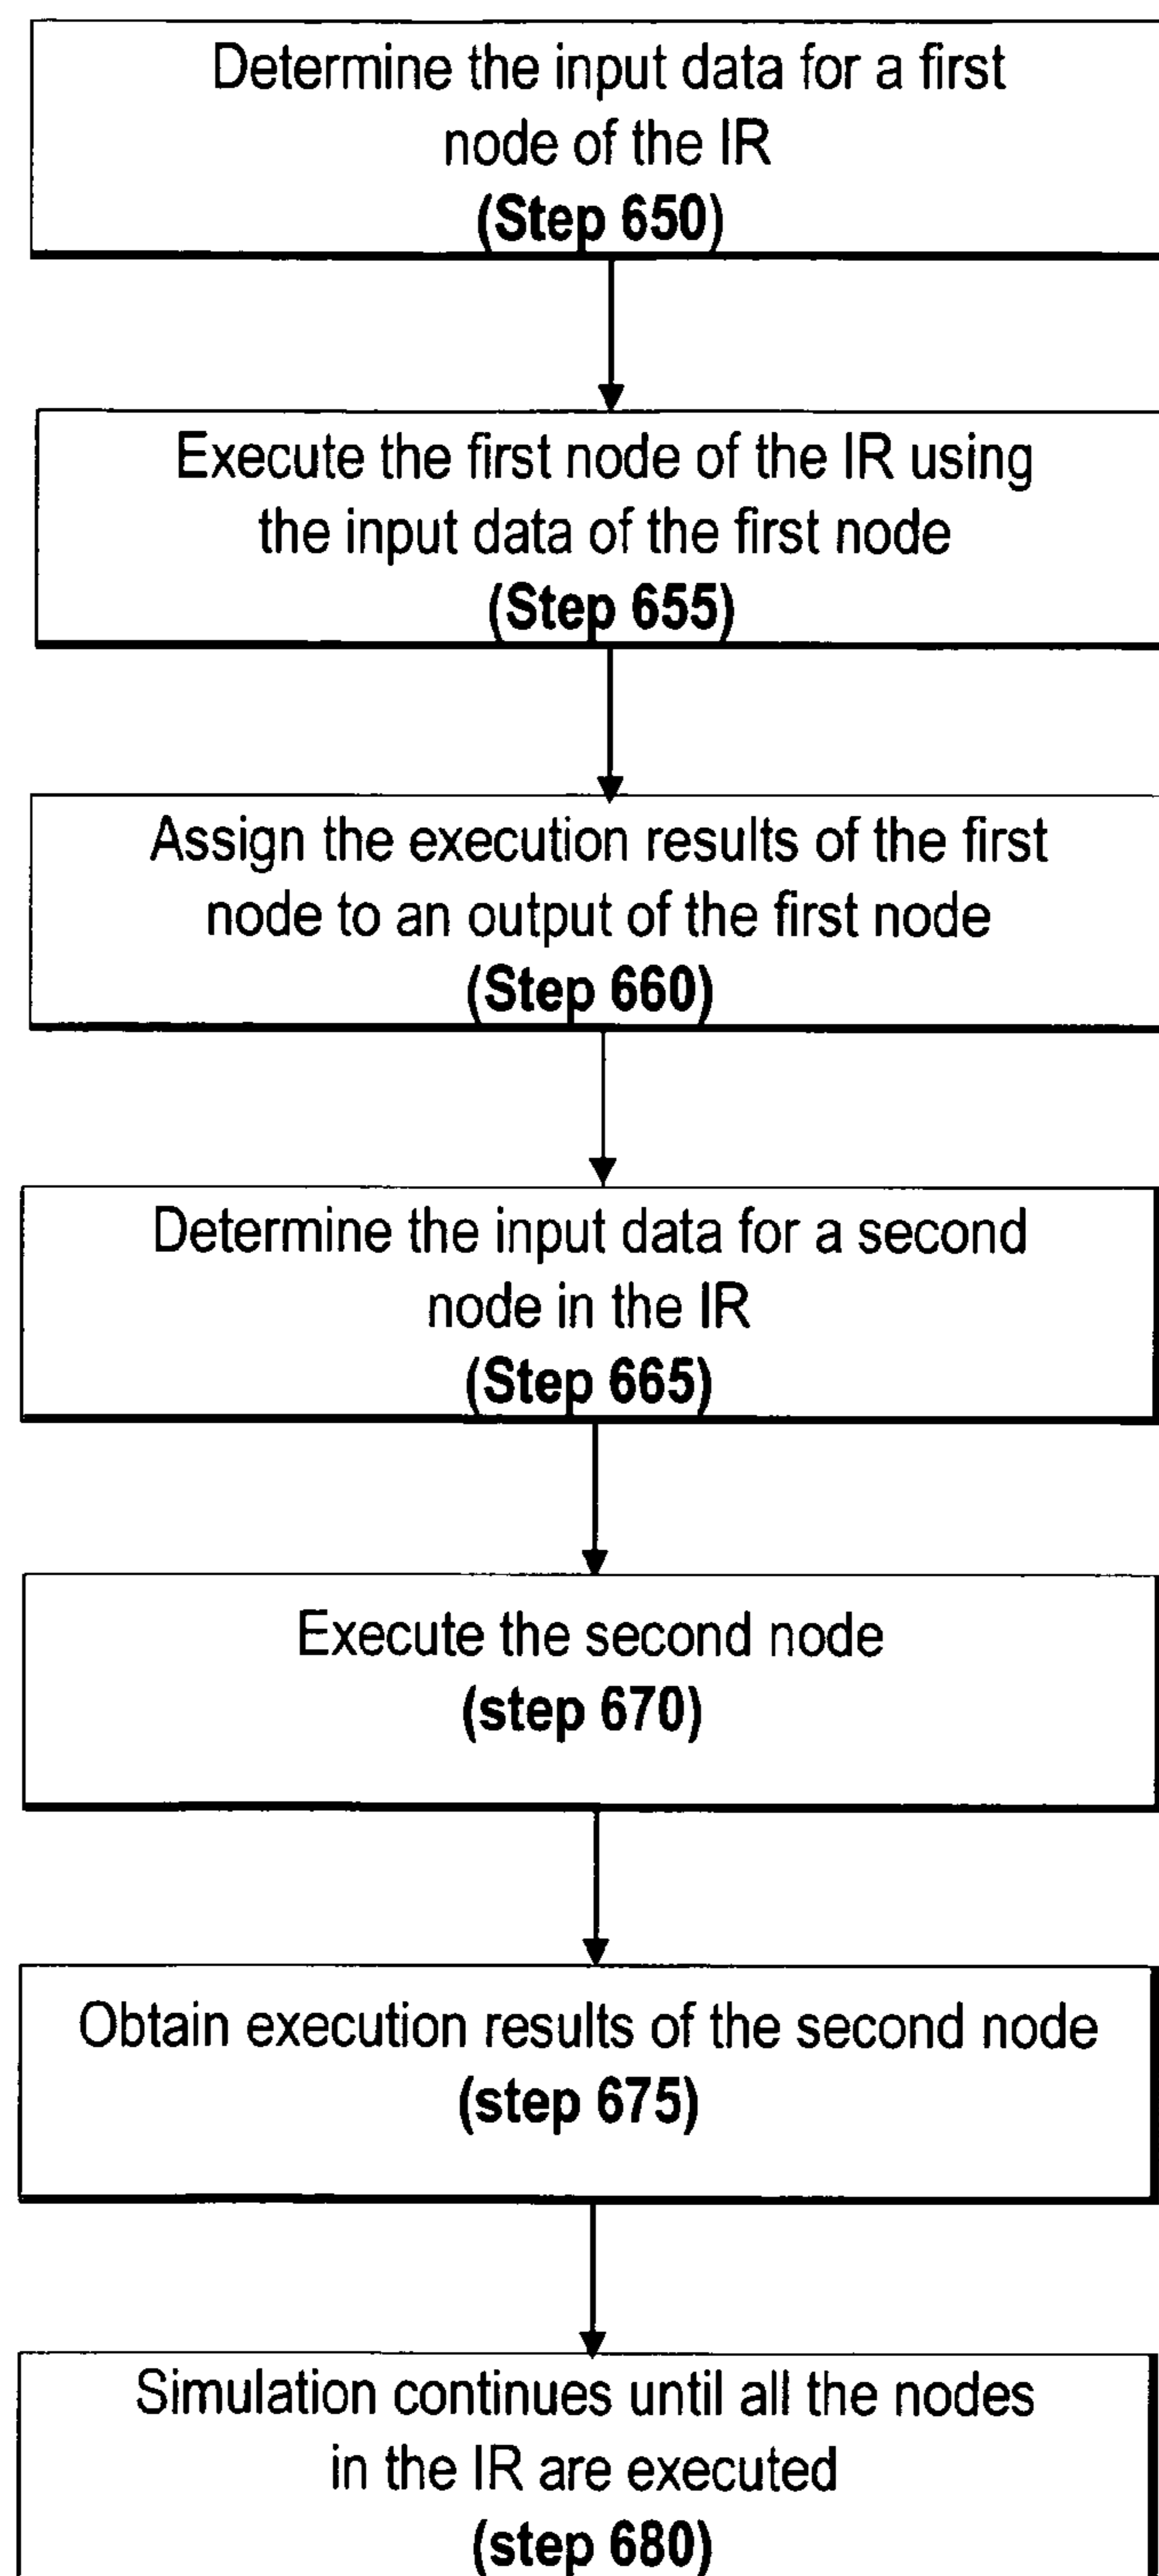 Determine the input data for a first
node of the IR
(Step 650)
Execute the first node of the IR using
the input data of the first node
(Step 655)
Assign the execution results of the first
node to an output of the first node
(Step 660)
Determine the input data for a second
node in the IR
(Step 665)
Execute the second node
(step 670)
Obtain execution results of the second node
(step 675)
Simulation continues until all the nodes
in the IR are executed
(step 680)